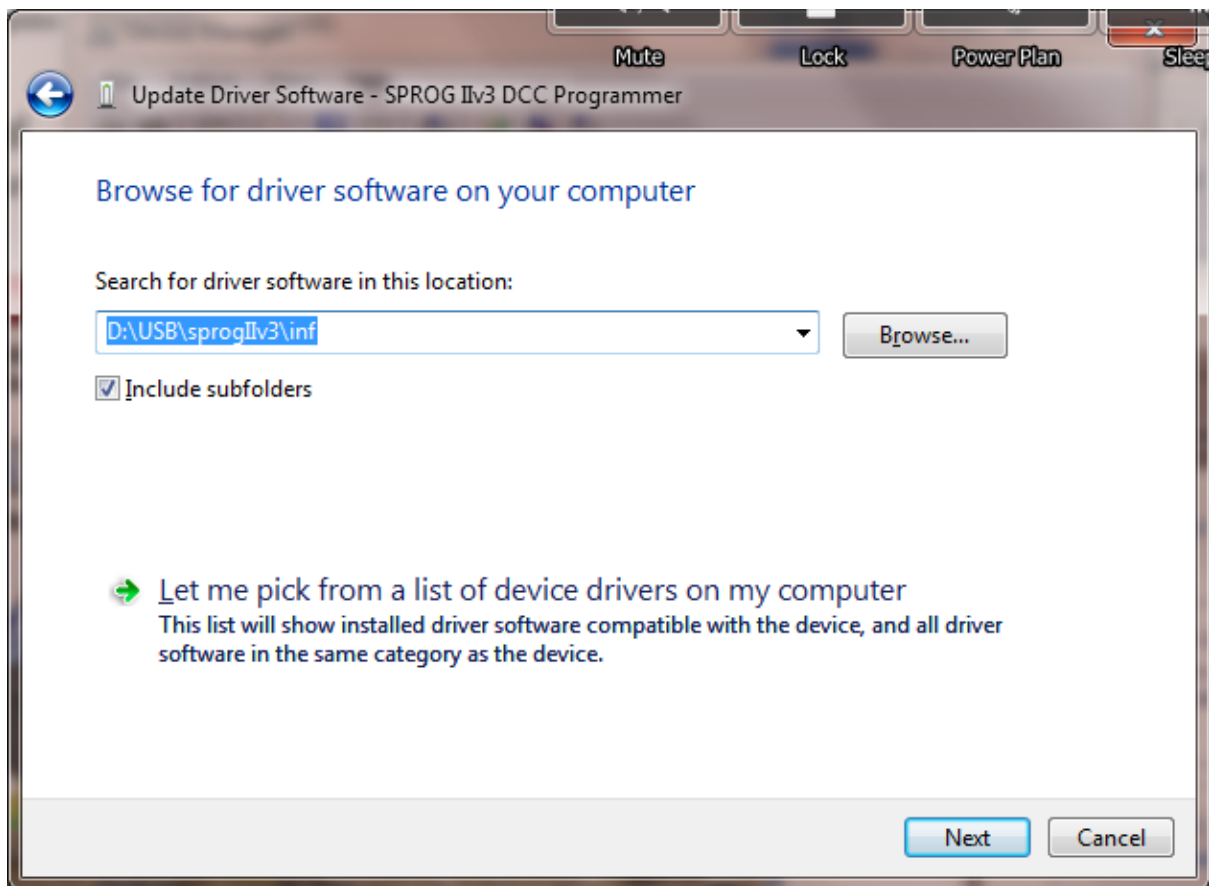 Mute Lock Power Plan Sleep
Update Driver Software - SPROG IIv3 DCC Programmer
Browse for driver software on your computer
Search for driver software in this location:
D:\USB\sprogIIv3\inf
Browse...
Include subfolders
Let me pick from a list of device drivers on my computer
This list will show installed driver software compatible with the device, and all driver
software in the same category as the device.
Next Cancel